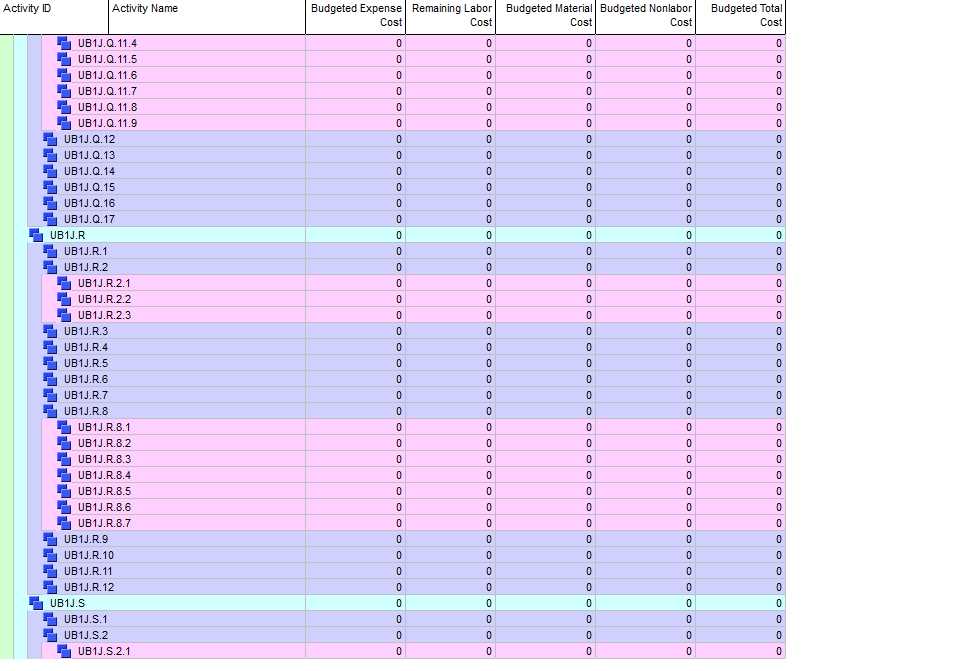 Activity ID Activity Name Budgeted Expense Cost Remaining Labor Cost Budgeted Material Cost Budgeted Nonlabor Cost Budgeted Total Cost
UB1J.Q.11.4 0 0 0 0 0
UB1J.Q.11.5 0 0 0 0 0
UB1J.Q.11.6 0 0 0 0 0
UB1J.Q.11.7 0 0 0 0 0
UB1J.Q.11.8 0 0 0 0 0
UB1J.Q.11.9 0 0 0 0 0
UB1J.Q.12 0 0 0 0 0
UB1J.Q.13 0 0 0 0 0
UB1J.Q.14 0 0 0 0 0
UB1J.Q.15 0 0 0 0 0
UB1J.Q.16 0 0 0 0 0
UB1J.Q.17 0 0 0 0 0
UB1J.R 0 0 0 0 0
UB1J.R.1 0 0 0 0 0
UB1J.R.2 0 0 0 0 0
UB1J.R.2.1 0 0 0 0 0
UB1J.R.2.2 0 0 0 0 0
UB1J.R.2.3 0 0 0 0 0
UB1J.R.3 0 0 0 0 0
UB1J.R.4 0 0 0 0 0
UB1J.R.5 0 0 0 0 0
UB1J.R.6 0 0 0 0 0
UB1J.R.7 0 0 0 0 0
UB1J.R.8 0 0 0 0 0
UB1J.R.8.1 0 0 0 0 0
UB1J.R.8.2 0 0 0 0 0
UB1J.R.8.3 0 0 0 0 0
UB1J.R.8.4 0 0 0 0 0
UB1J.R.8.5 0 0 0 0 0
UB1J.R.8.6 0 0 0 0 0
UB1J.R.8.7 0 0 0 0 0
UB1J.R.9 0 0 0 0 0
UB1J.R.10 0 0 0 0 0
UB1J.R.11 0 0 0 0 0
UB1J.R.12 0 0 0 0 0
UB1J.S 0 0 0 0 0
UB1J.S.1 0 0 0 0 0
UB1J.S.2 0 0 0 0 0
UB1J.S.2.1 0 0 0 0 0